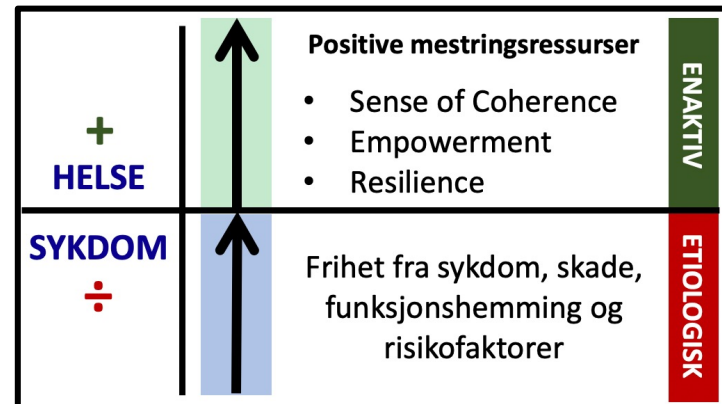 +
HELSE
SYKDOM
÷
Positive mestringsressurser
• Sense of Coherence
• Empowerment
• Resilience
Frihet fra sykdom, skade,
funksjonshemming og
risikofaktorer
ENAKTIV
ETIOLOGISK